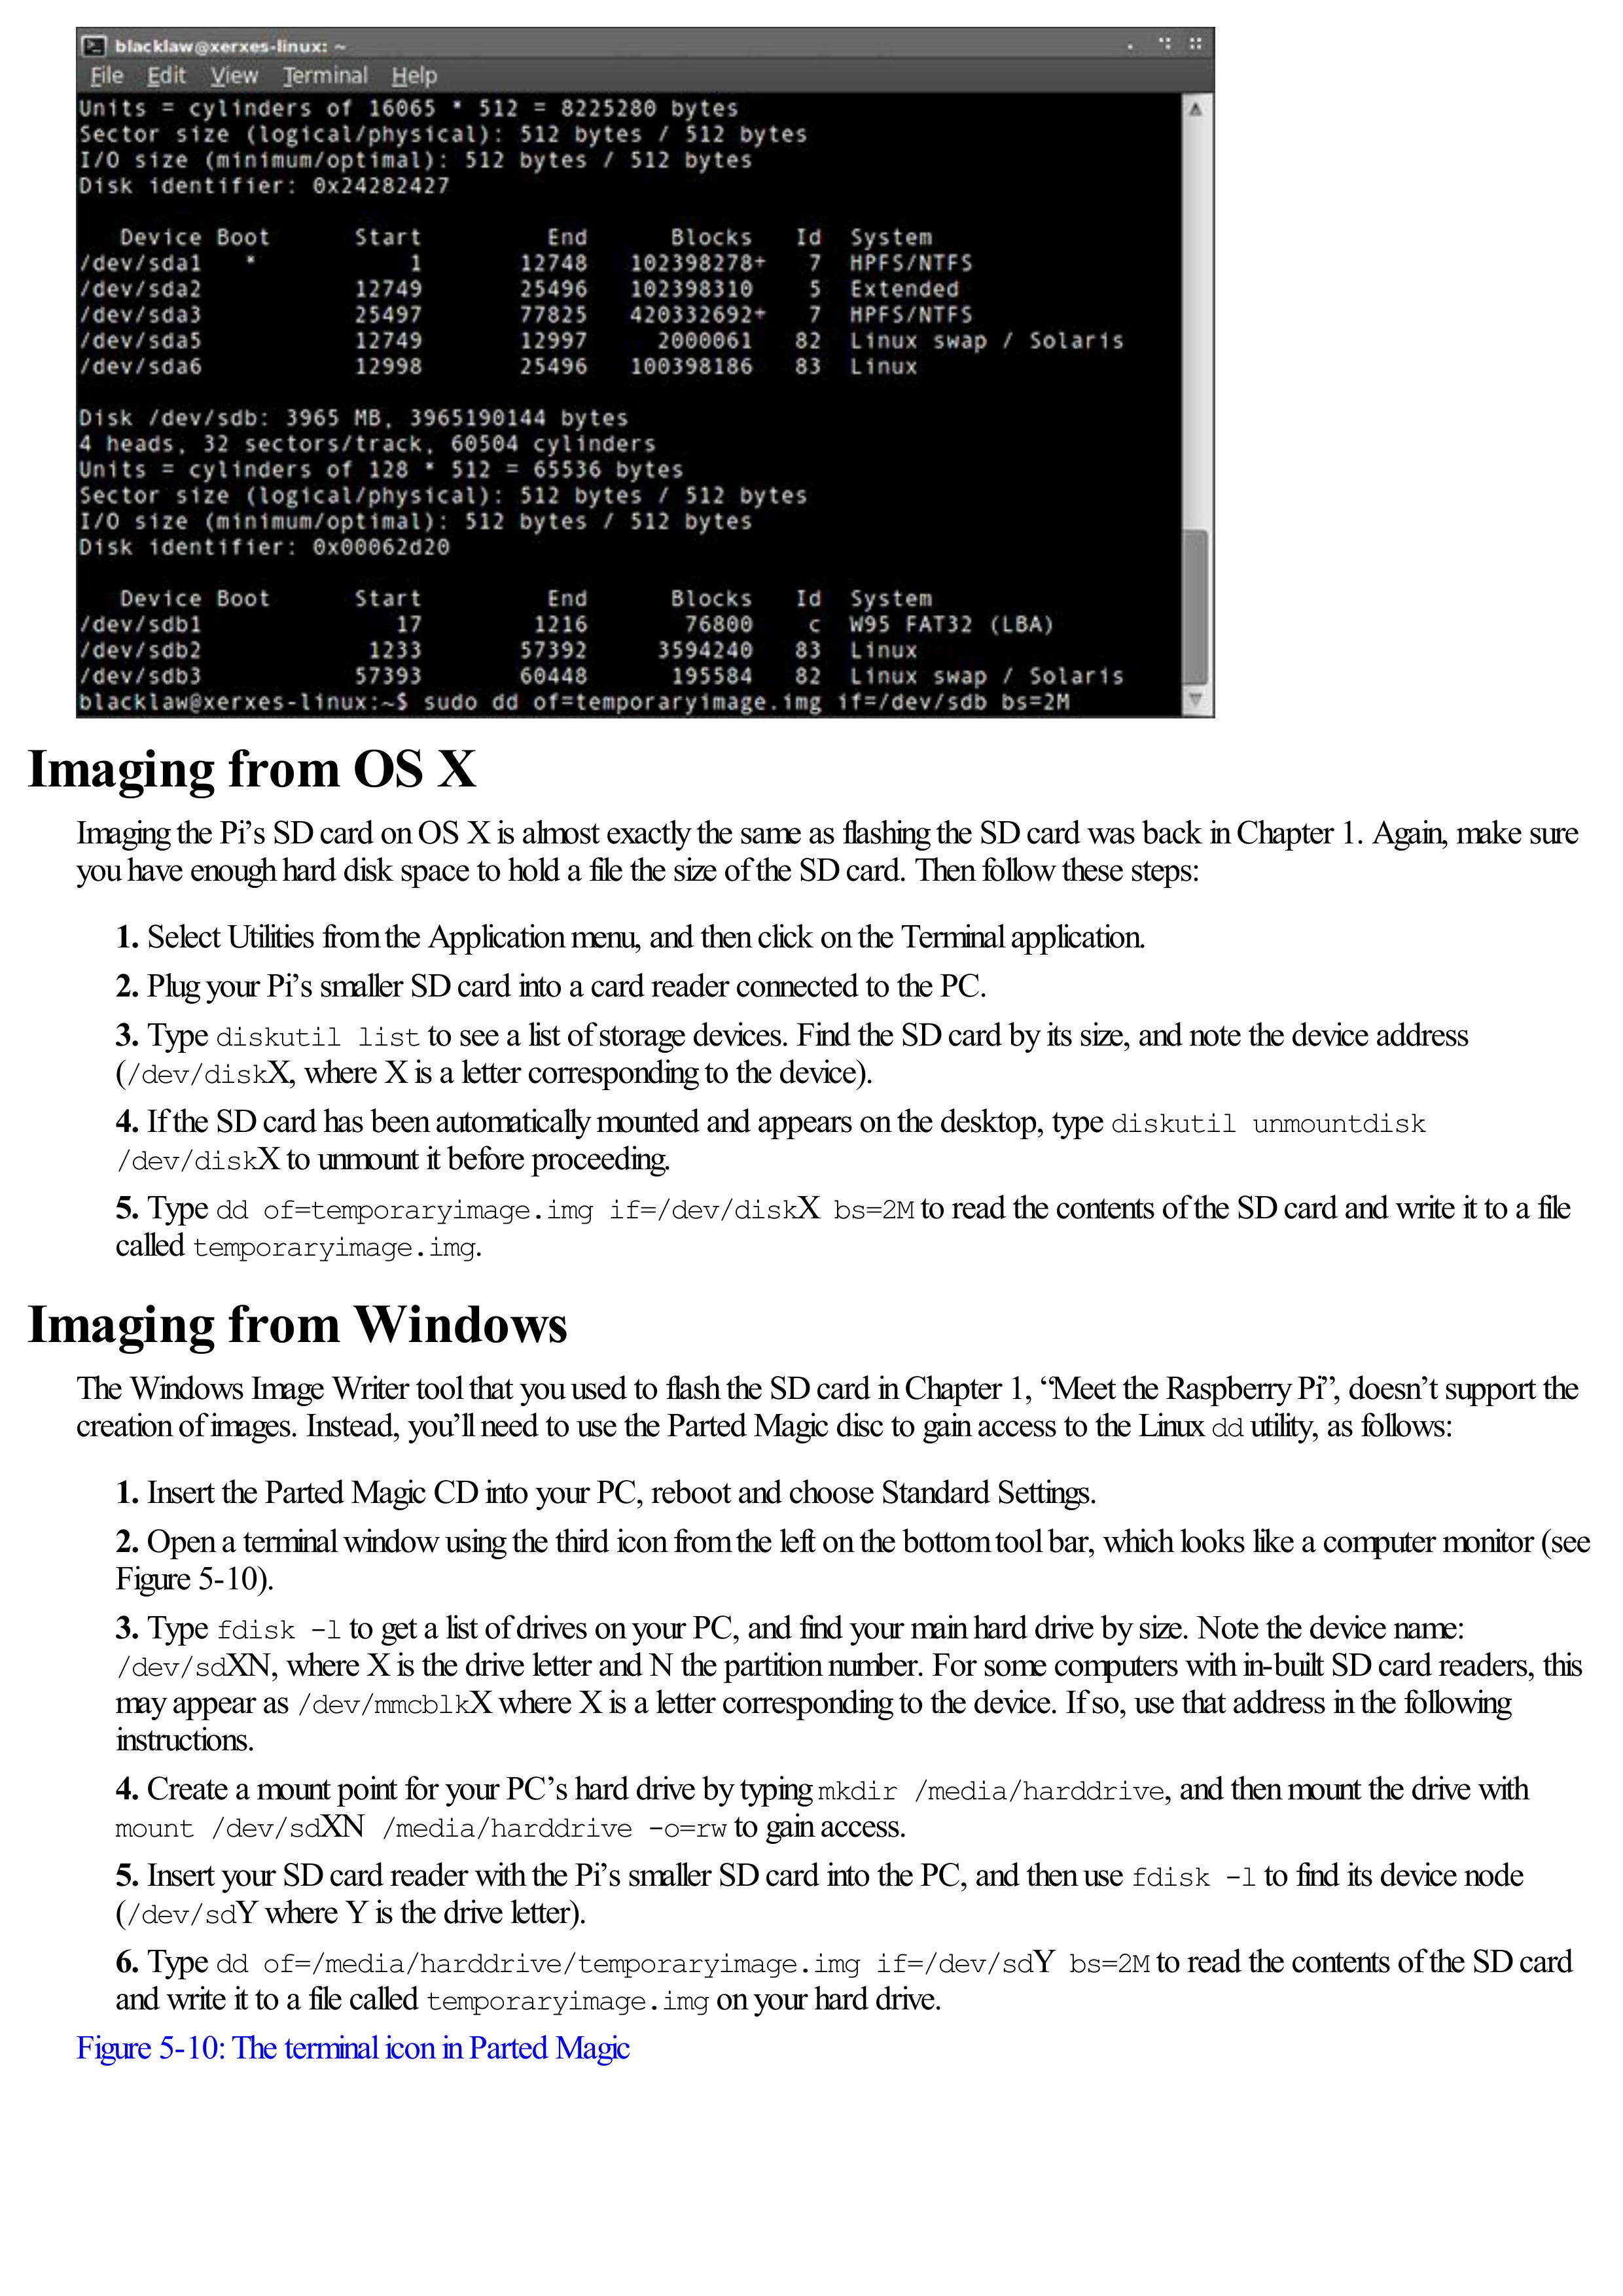 blacklaw@xerxes-linux: ~
File Edit View Terminal Help
Units = cylinders of 16065 * 512 = 8225280 bytes
Sector size (logical/physical): 512 bytes / 512 bytes
I/O size (minimum/optimal): 512 bytes / 512 bytes
Disk identifier: 0x24282427
Device Boot Start End Blocks Id System
/dev/sda1 * 1 12748 102398278+ 7 HPFS/NTFS
/dev/sda2 12749 25496 102398310 5 Extended
/dev/sda3 25497 77825 420332692+ 7 HPFS/NTFS
/dev/sda5 12749 12997 2000061 82 Linux swap / Solaris
/dev/sda6 12998 25496 100398186 83 Linux
Disk /dev/sdb: 3965 MB, 3965190144 bytes
4 heads, 32 sectors/track, 60504 cylinders
Units = cylinders of 128 * 512 = 65536 bytes
Sector size (logical/physical): 512 bytes / 512 bytes
I/O size (minimum/optimal): 512 bytes / 512 bytes
Disk identifier: 0x00062d20
Device Boot Start End Blocks Id System
/dev/sdb1 17 1216 76800 c W95 FAT32 (LBA)
/dev/sdb2 1233 57392 3594240 83 Linux
/dev/sdb3 57393 60448 195584 82 Linux swap / Solaris
blacklaw@xerxes-linux:~$ sudo dd of=temporaryimage.img if=/dev/sdb bs=2M
Imaging from OS X
Imaging the Pi’s SD card on OS X is almost exactly the same as flashing the SD card was back in Chapter 1. Again, make sure
you have enough hard disk space to hold a file the size of the SD card. Then follow these steps:
1. Select Utilities from the Application menu, and then click on the Terminal application.
2. Plug your Pi’s smaller SD card into a card reader connected to the PC.
3. Type diskutil list to see a list of storage devices. Find the SD card by its size, and note the device address
(/dev/diskX, where X is a letter corresponding to the device).
4. If the SD card has been automatically mounted and appears on the desktop, type diskutil unmountdisk
/dev/diskX to unmount it before proceeding.
5. Type dd of=temporaryimage.img if=/dev/diskX bs=2M to read the contents of the SD card and write it to a file
called temporaryimage.img.
Imaging from Windows
The Windows Image Writer tool that you used to flash the SD card in Chapter 1, “Meet the Raspberry Pi”, doesn’t support the
creation of images. Instead, you’ll need to use the Parted Magic disc to gain access to the Linux dd utility, as follows:
1. Insert the Parted Magic CD into your PC, reboot and choose Standard Settings.
2. Open a terminal window using the third icon from the left on the bottom tool bar, which looks like a computer monitor (see
Figure 5-10).
3. Type fdisk -l to get a list of drives on your PC, and find your main hard drive by size. Note the device name:
/dev/sdXN, where X is the drive letter and N the partition number. For some computers with in-built SD card readers, this
may appear as /dev/mmcblkX where X is a letter corresponding to the device. If so, use that address in the following
instructions.
4. Create a mount point for your PC’s hard drive by typing mkdir /media/harddrive, and then mount the drive with
mount /dev/sdXN /media/harddrive -o=rw to gain access.
5. Insert your SD card reader with the Pi’s smaller SD card into the PC, and then use fdisk -l to find its device node
(/dev/sdY where Y is the drive letter).
6. Type dd of=/media/harddrive/temporaryimage.img if=/dev/sdY bs=2M to read the contents of the SD card
and write it to a file called temporaryimage.img on your hard drive.
Figure 5-10: The terminal icon in Parted Magic